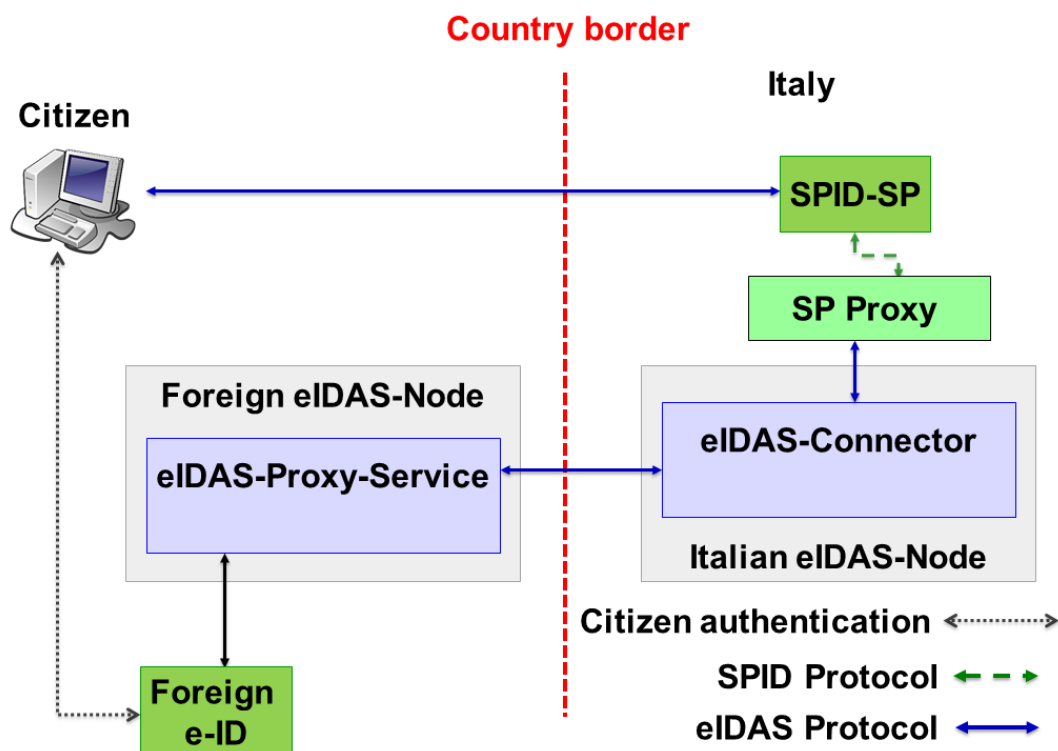 Country border
Italy
Citizen
SPID-SP
SP Proxy
Foreign eIDAS-Node
eIDAS-Proxy-Service
eIDAS-Connector
Italian eIDAS-Node
Foreign
e-ID
Citizen authentication
SPID Protocol
eIDAS Protocol